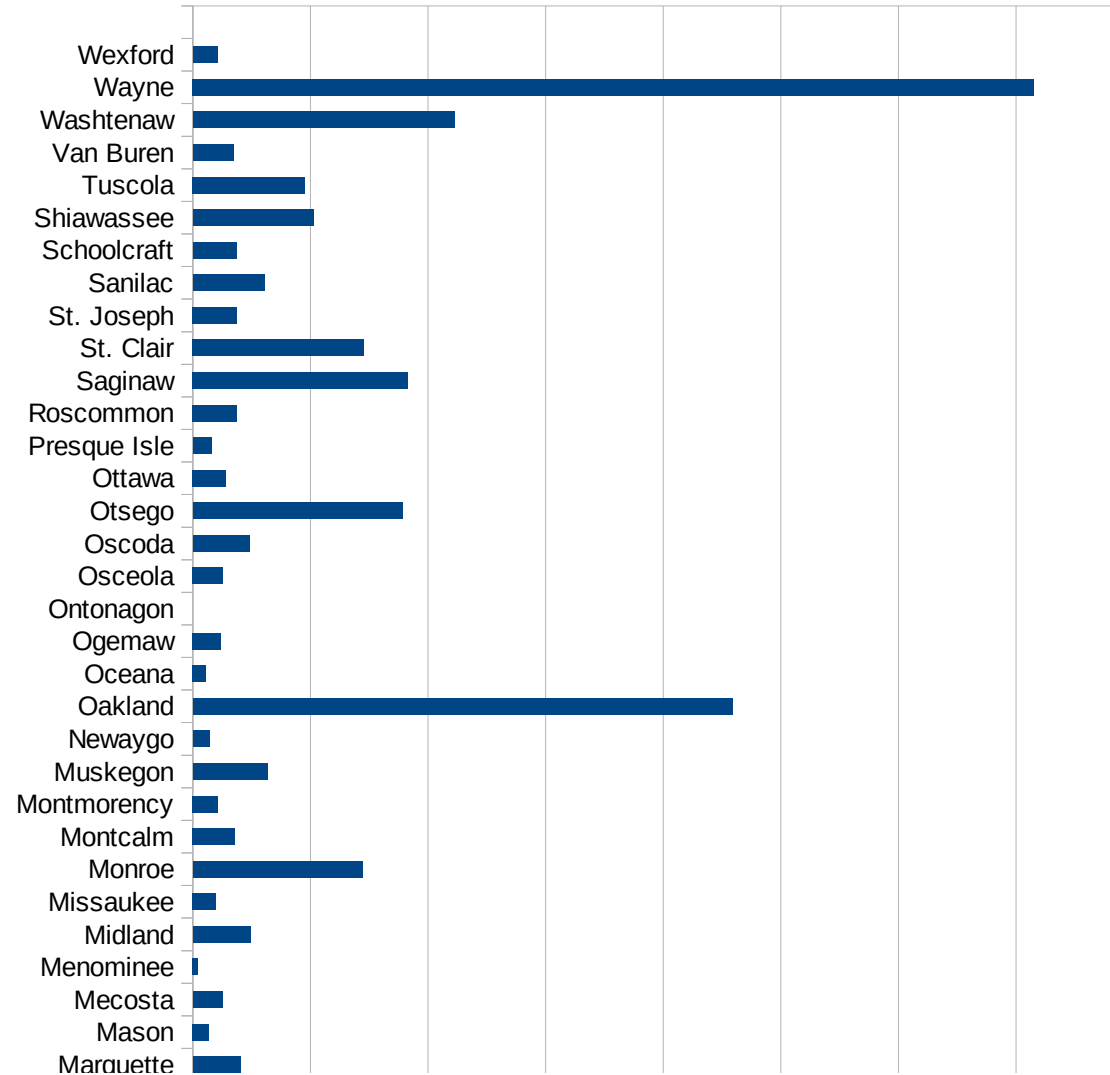 Wexford
Wayne
Washtenaw
Van Buren
Tuscola
Shiawassee
Schoolcraft
Sanilac
St. Joseph
St. Clair
Saginaw
Roscommon
Presque Isle
Ottawa
Otsego
Oscoda
Osceola
Ontonagon
Ogemaw
Oceana
Oakland
Newaygo
Muskegon
Montmorency
Montcalm
Monroe
Missaukee
Midland
Menominee
Mecosta
Mason
Marquette